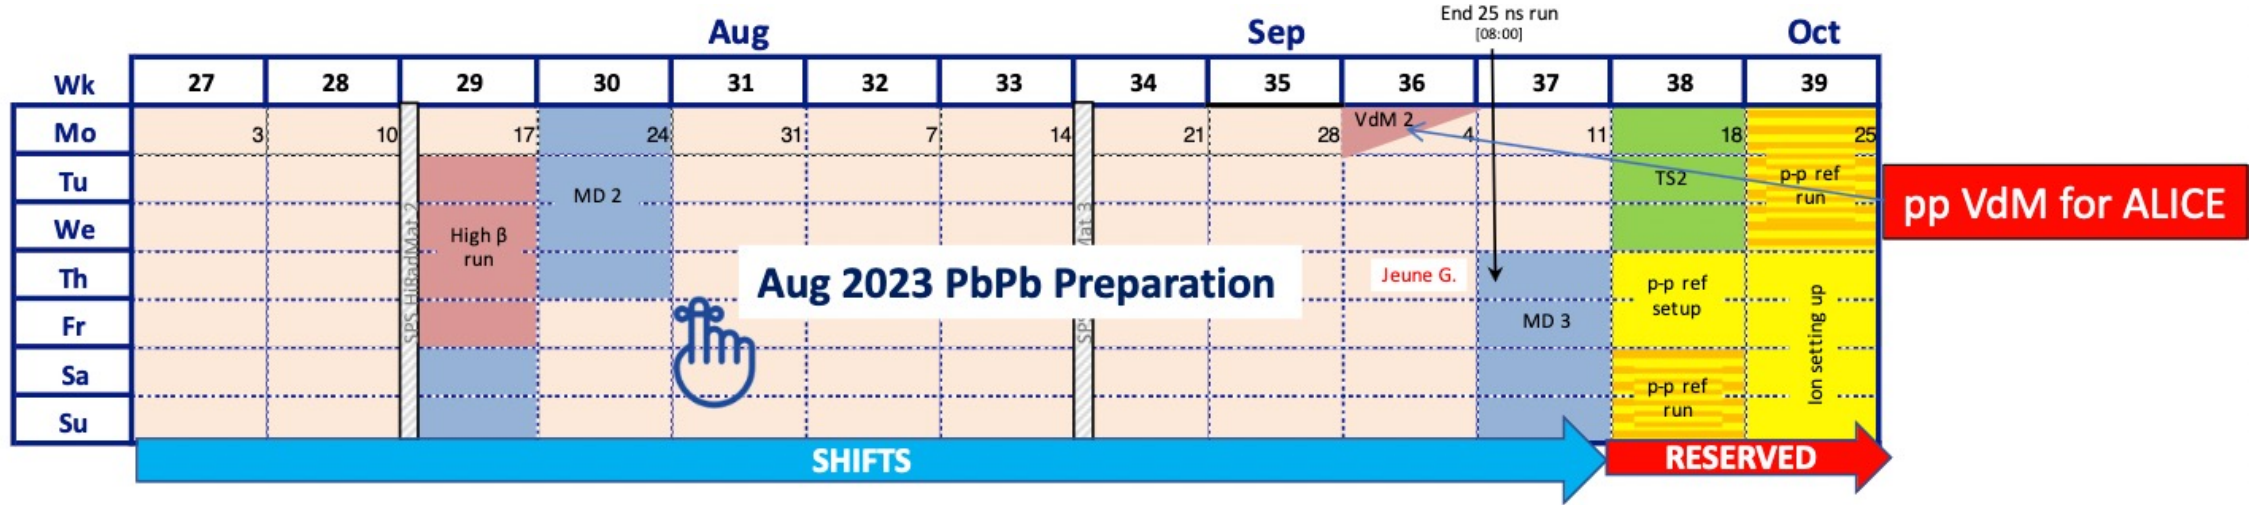 End 25 ns run
[08:00]
Aug Sep Oct
Wk 27 28 29 30 31 32 33 34 35 36 37 38 39
Mo 3 10 17 24 31 7 14 21 28 VdM 2 4 11 18 25
Tu MD 2 TS2 p-p ref
run
We High β
run
Th Jeune G. p-p ref
setup
Fr MD 3
Sa p-p ref
run
Su
SPS HiRadMat 2
Ion setting up
Aug 2023 PbPb Preparation
pp VdM for ALICE
SHIFTS RESERVED